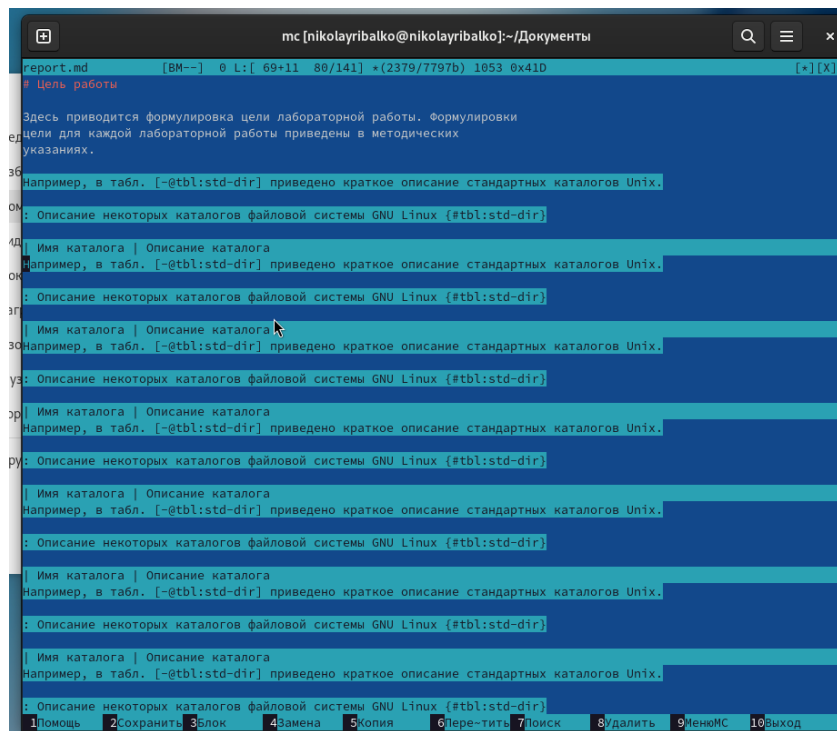 mc [nikolayribalko@nikolayribalko]:~/Документы
report.md [BM--] 0 L:[ 69+11 80/141] *(2379/7797b) 1053 0x41D [*][X]
# Цель работы
Здесь приводится формулировка цели лабораторной работы. Формулировки
цели для каждой лабораторной работы приведены в методических
указаниях.
Например, в табл. [-@tbl:std-dir] приведено краткое описание стандартных каталогов Unix.
: Описание некоторых каталогов файловой системы GNU Linux {#tbl:std-dir}
| Имя каталога | Описание каталога
Например, в табл. [-@tbl:std-dir] приведено краткое описание стандартных каталогов Unix.
: Описание некоторых каталогов файловой системы GNU Linux {#tbl:std-dir}
| Имя каталога | Описание каталога
Например, в табл. [-@tbl:std-dir] приведено краткое описание стандартных каталогов Unix.
: Описание некоторых каталогов файловой системы GNU Linux {#tbl:std-dir}
| Имя каталога | Описание каталога
Например, в табл. [-@tbl:std-dir] приведено краткое описание стандартных каталогов Unix.
: Описание некоторых каталогов файловой системы GNU Linux {#tbl:std-dir}
| Имя каталога | Описание каталога
Например, в табл. [-@tbl:std-dir] приведено краткое описание стандартных каталогов Unix.
: Описание некоторых каталогов файловой системы GNU Linux {#tbl:std-dir}
| Имя каталога | Описание каталога
Например, в табл. [-@tbl:std-dir] приведено краткое описание стандартных каталогов Unix.
: Описание некоторых каталогов файловой системы GNU Linux {#tbl:std-dir}
| Имя каталога | Описание каталога
Например, в табл. [-@tbl:std-dir] приведено краткое описание стандартных каталогов Unix.
: Описание некоторых каталогов файловой системы GNU Linux {#tbl:std-dir}
1Помощь 2Сохранить 3Блок 4Замена 5Копия 6Пере~тить 7Поиск 8Удалить 9МенюМС 10Выход